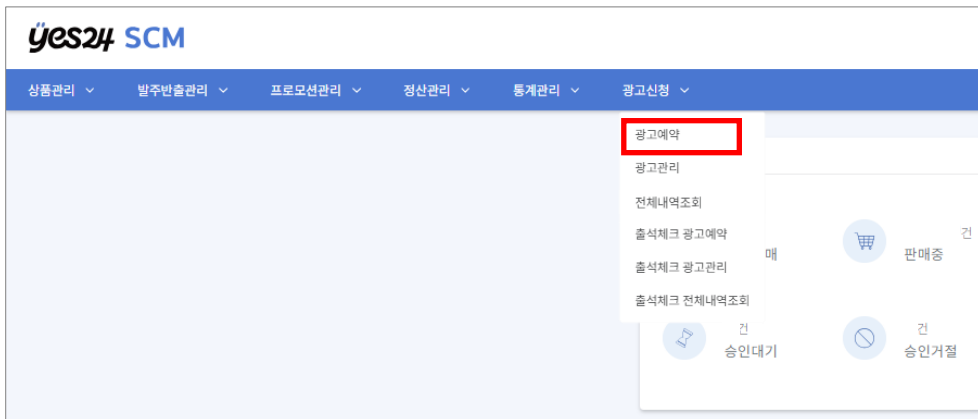 yes24 SCM
상품관리 발주반출관리 프로모션관리 정산관리 통계관리 광고신청
광고예약
광고관리
전체내역조회
출석체크 광고예약
출석체크 광고관리
출석체크 전체내역조회
매
건
판매중
건
승인대기
건
승인거절